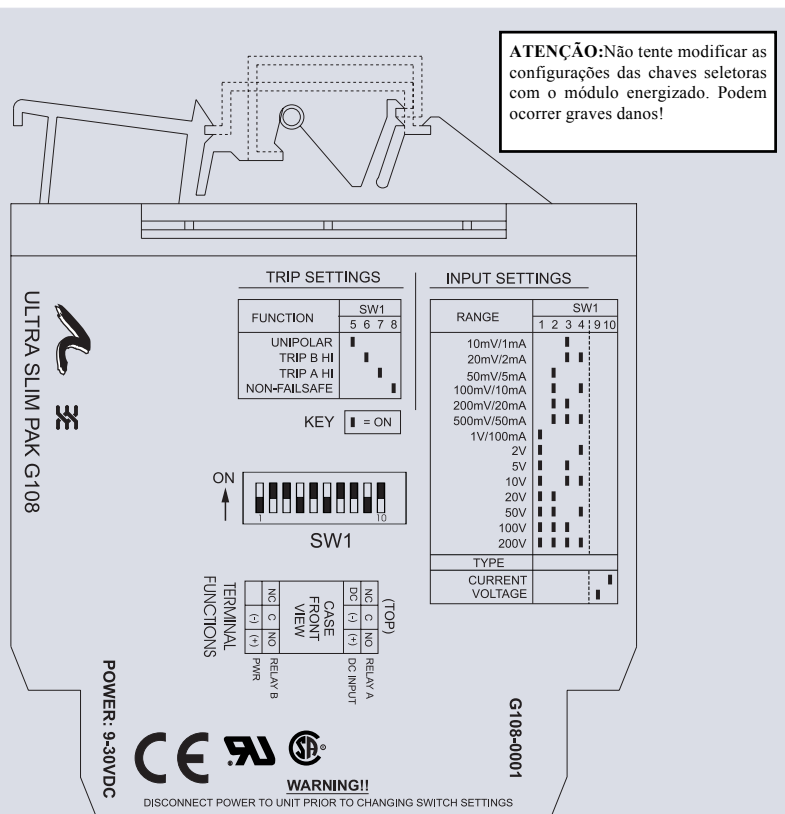 ATENÇÃO:Não tente modificar as
configurações das chaves seletoras
com o módulo energizado. Podem
ocorrer graves danos!
TRIP SETTINGS
FUNCTION SW1
5 6 7 8
UNIPOLAR
TRIP B HI
TRIP A HI
NON-FAILSAFE
KEY = ON
INPUT SETTINGS
RANGE SW1
1 2 3 4 9 10
10mV/1mA
20mV/2mA
50mV/5mA
100mV/10mA
200mV/20mA
500mV/50mA
1V/100mA
2V
5V
10V
20V
50V
100V
200V
TYPE
CURRENT
VOLTAGE
ULTRA SLIM PAK G108
ON
1 10
SW1
TERMINAL
FUNCTIONS
(TOP)
CASE
FRONT
VIEW
NC C NO RELAY A
DC (-) (+) DC INPUT
NC C NO RELAY B
(-) (+) PWR
POWER: 9-30VDC
G108-0001
CE
SA
WARNING!!
DISCONNECT POWER TO UNIT PRIOR TO CHANGING SWITCH SETTINGS